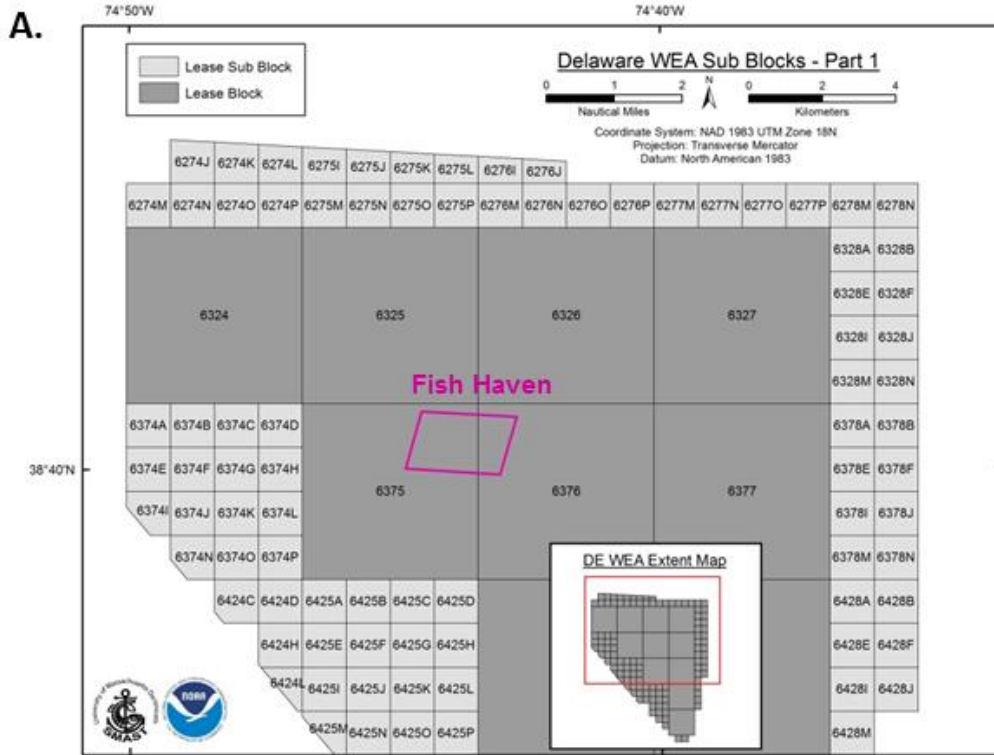 A.
74°50'W 74°40'W
Lease Sub Block
Lease Block
Delaware WEA Sub Blocks - Part 1
0 1 2 N 0 2 4
Nautical Miles Kilometers
Coordinate System: NAD 1983 UTM Zone 18N
Projection: Transverse Mercator
Datum: North American 1983
6274J 6274K 6274L 6275I 6275J 6275K 6275L 6276I 6276J
6274M 6274N 6274O 6274P 6275M 6275N 6275O 6275P 6276M 6276N 6276O 6276P 6277M 6277N 6277O 6277P 6278M 6278N
6328A 6328B
6328E 6328F
6324 6325 6326 6327
6328I 6328J
6328M 6328N
Fish Haven
6374A 6374B 6374C 6374D 6378A 6378B
38°40'N 6374E 6374F 6374G 6374H 6378E 6378F
6375 6376 6377
6374I 6374J 6374K 6374L 6378I 6378J
6374N 6374O 6374P 6378M 6378N
DE WEA Extent Map
6424C 6424D 6425A 6425B 6425C 6425D 6428A 6428B
6424H 6425E 6425F 6425G 6425H 6428E 6428F
6424L 6425I 6425J 6425K 6425L 6428I 6428J
6425M 6425N 6425O 6425P 6428M
SMAST
NOAA